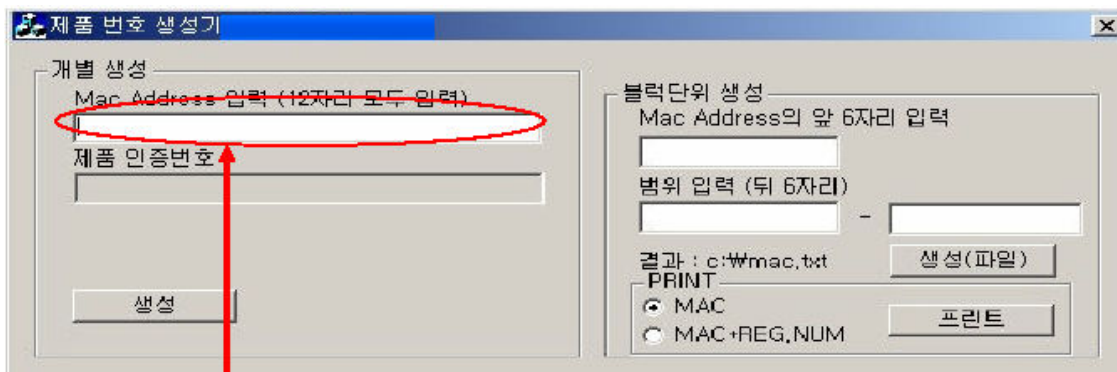 제품 번호 생성기
개별 생성
Mac Address 입력 (12자리 모두 입력)
제품 인증번호
생성
블럭단위 생성
Mac Address의 앞 6자리 입력
범위 입력 (뒤 6자리)
-
결과 : c:₩mac.txt
생성(파일)
PRINT
MAC
MAC+REG.NUM
프린트